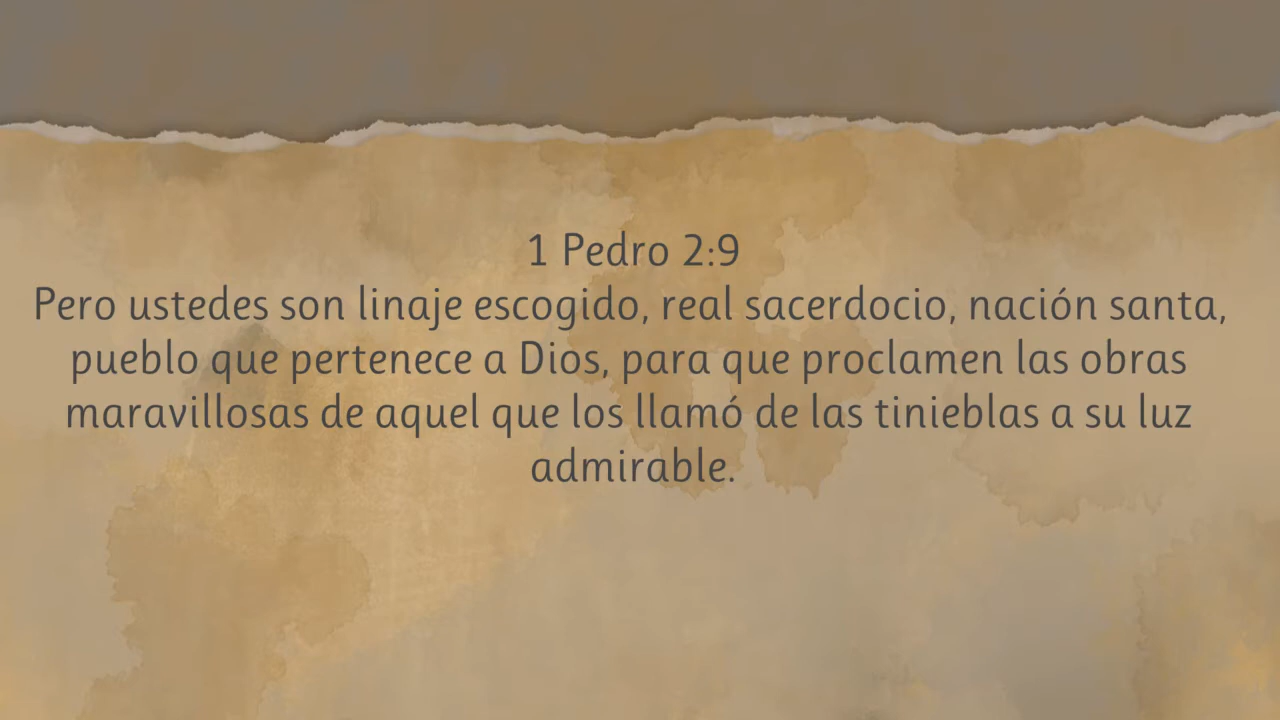 1 Pedro 2:9
Pero ustedes son linaje escogido, real sacerdocio, nación santa,
pueblo que pertenece a Dios, para que proclamen las obras
maravillosas de aquel que los llamó de las tinieblas a su luz
admirable.